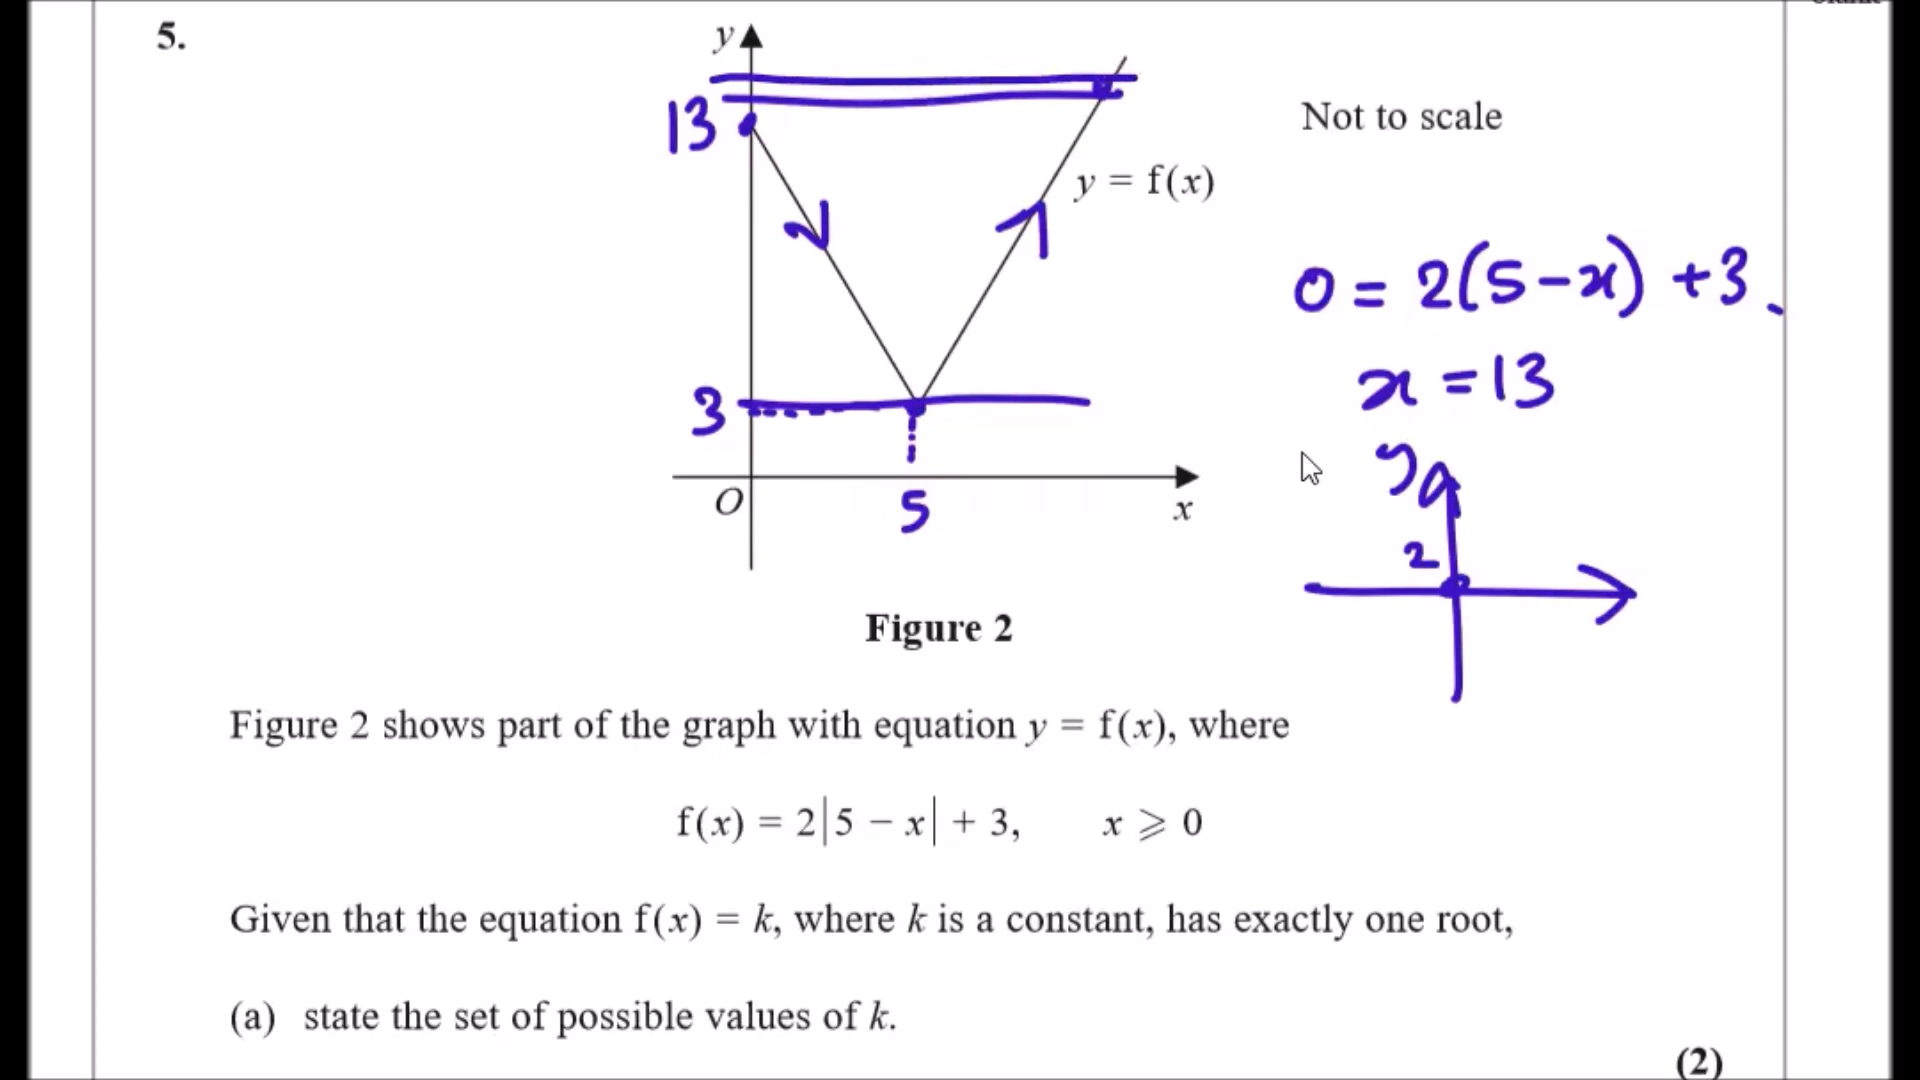 5.
y
13
Not to scale
y = f(x)
0 = 2(5-x) +3
x = 13
3
y
2
O
5
x
Figure 2
Figure 2 shows part of the graph with equation y = f(x), where
f(x) = 2|5 − x| + 3,    x ⩾ 0
Given that the equation f(x) = k, where k is a constant, has exactly one root,
(a) state the set of possible values of k.
(2)